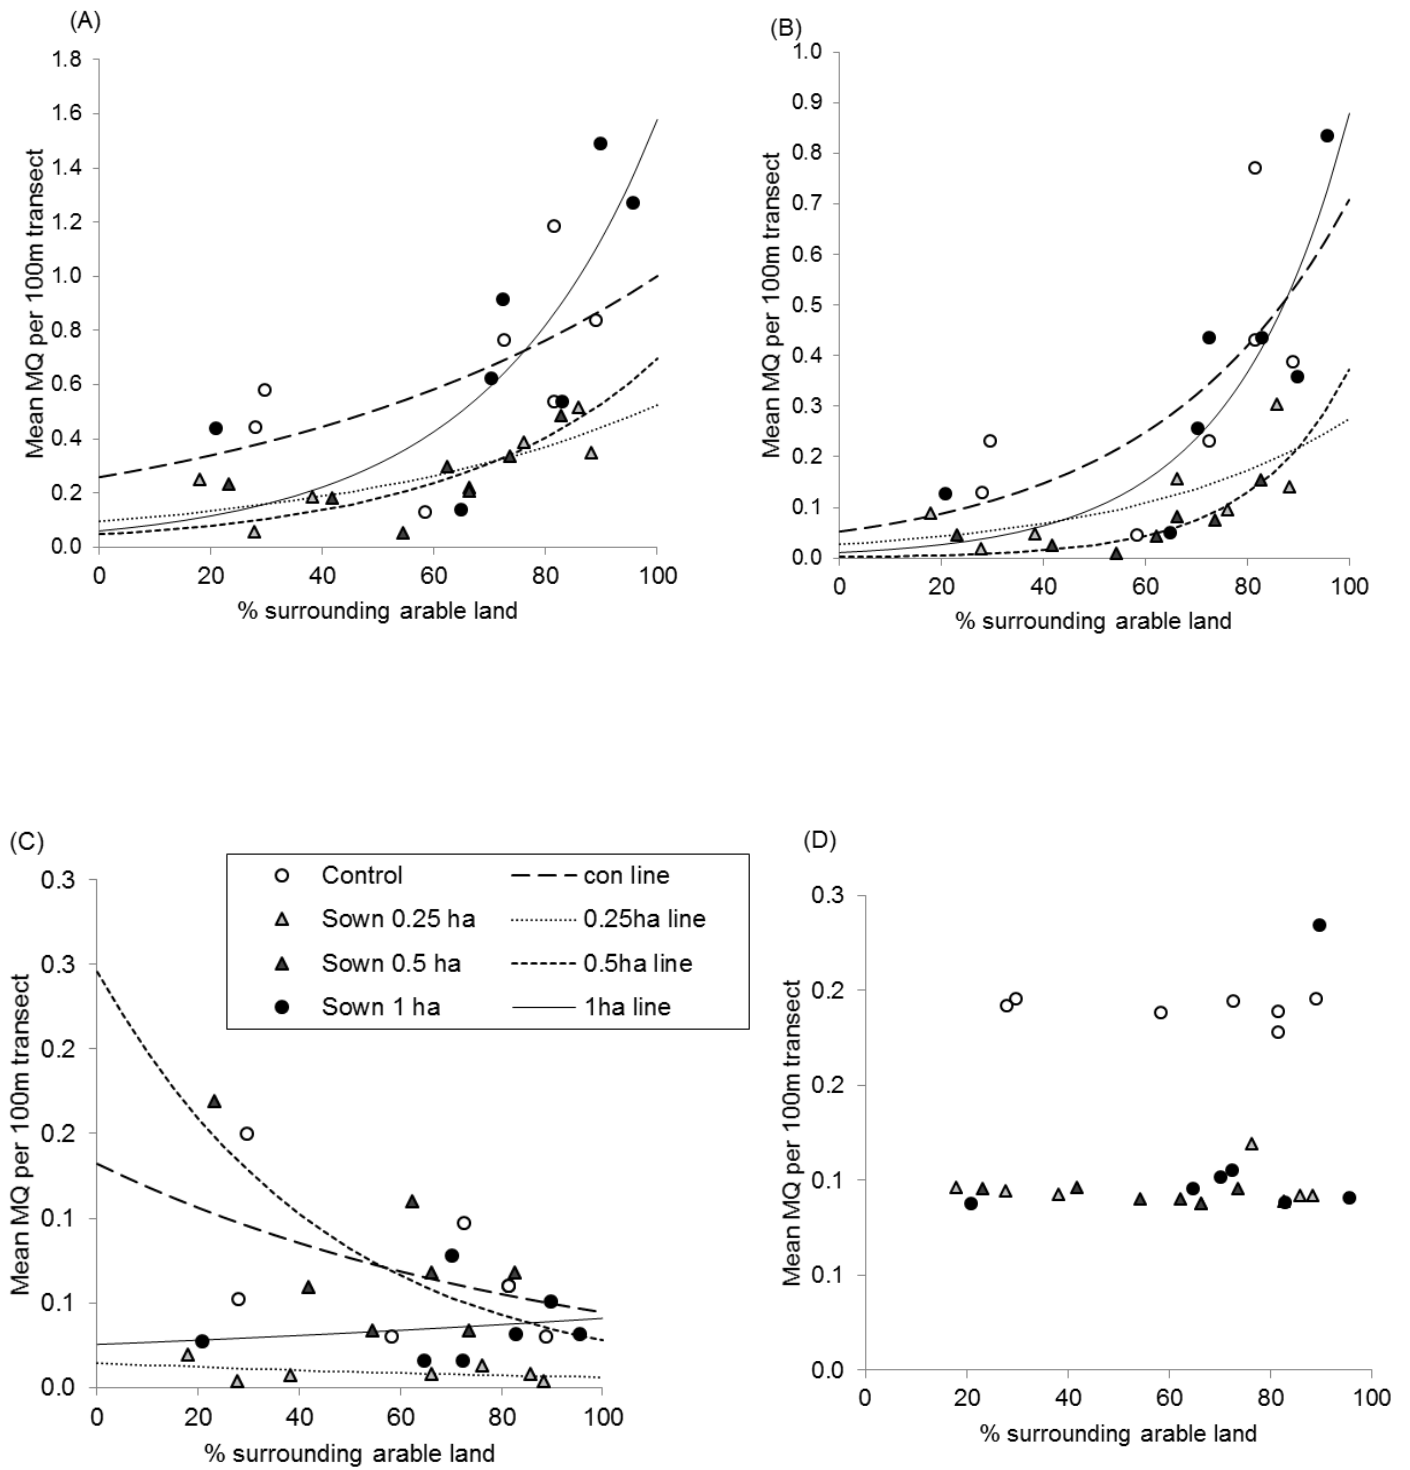 (A)
1.8
1.6
1.4
1.2
1.0
0.8
0.6
0.4
0.2
0.0
Mean MQ per 100m transect
0 20 40 60 80 100
% surrounding arable land
(B)
1.0
0.9
0.8
0.7
0.6
0.5
0.4
0.3
0.2
0.1
0.0
Mean MQ per 100m transect
0 20 40 60 80 100
% surrounding arable land
(C)
0.3
0.3
0.2
0.2
0.1
0.1
0.0
Mean MQ per 100m transect
0 20 40 60 80 100
% surrounding arable land
Control con line
Sown 0.25 ha 0.25ha line
Sown 0.5 ha 0.5ha line
Sown 1 ha 1ha line
(D)
0.3
0.2
0.2
0.1
0.1
0.0
Mean MQ per 100m transect
0 20 40 60 80 100
% surrounding arable land